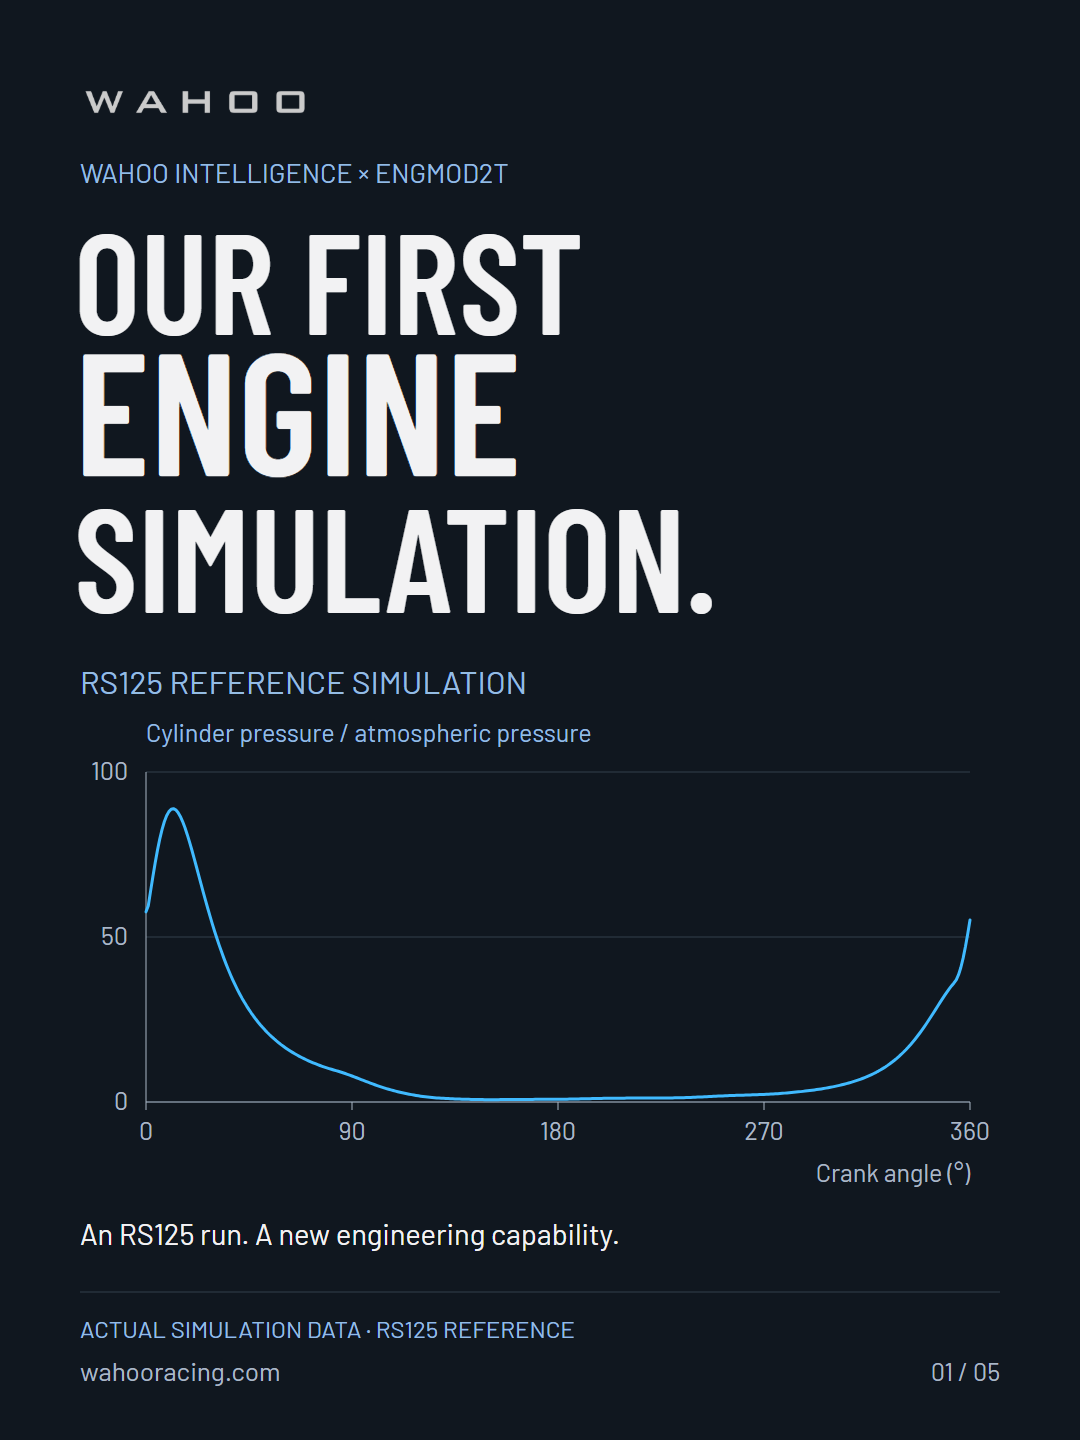 WAHOO
WAHOO INTELLIGENCE × ENGMOD2T
OUR FIRST
ENGINE
SIMULATION.
RS125 REFERENCE SIMULATION
Cylinder pressure / atmospheric pressure
100
50
0
0 90 180 270 360
Crank angle (°)
An RS125 run. A new engineering capability.
ACTUAL SIMULATION DATA · RS125 REFERENCE
wahooracing.com 01 / 05